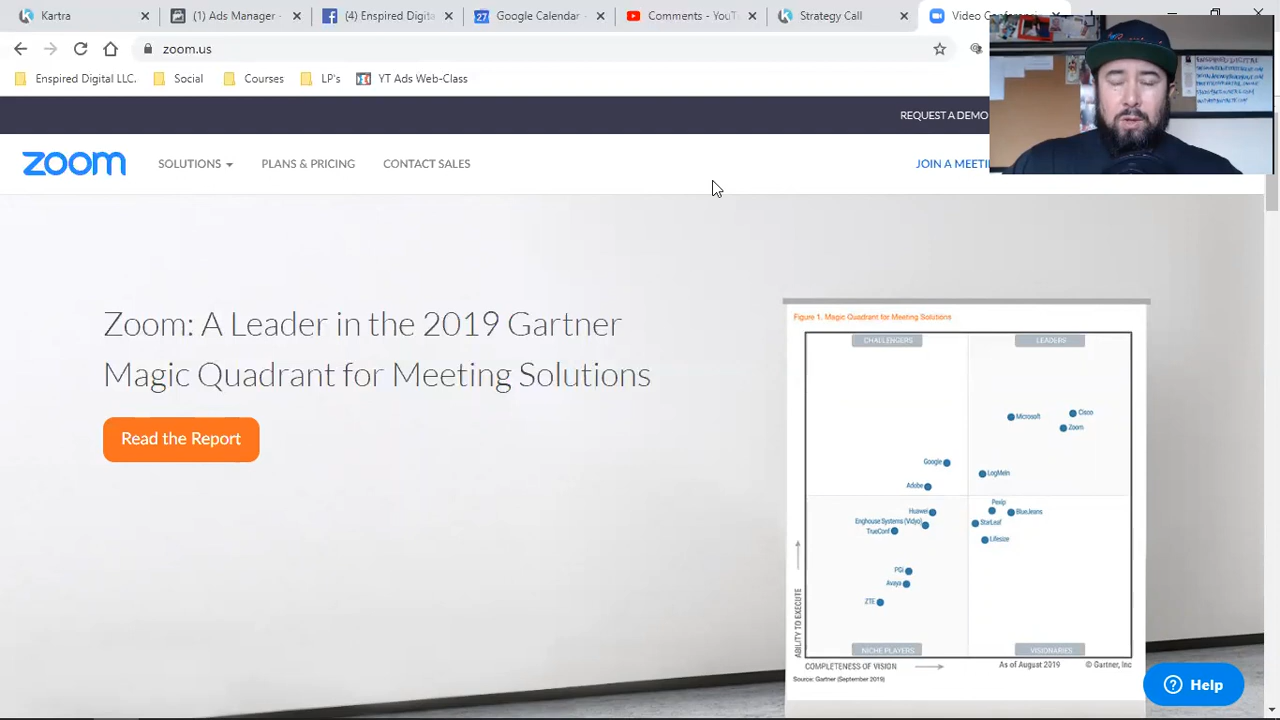 Kartra
(1) Ads Manager -
(4) Enspired Digita
Google Calendar -
Comments - YouT
Strategy Call
Video Conferenci
zoom.us
Enspired Digital LLC.
Social
Courses
LP's
YT Ads Web-Class
REQUEST A DEMO
zoom
SOLUTIONS
PLANS & PRICING
CONTACT SALES
JOIN A MEETI
Zoom: A Leader in the 2019 Gartner
Magic Quadrant for Meeting Solutions
Read the Report
Figure 1. Magic Quadrant for Meeting Solutions
CHALLENGERS
LEADERS
Microsoft
Cisco
Zoom
Google
LogMeIn
Adobe
Pexip
Huawei
BlueJeans
Enghouse Systems (Vidyo)
StarLeaf
TrueConf
Lifesize
PGi
Avaya
ZTE
ABILITY TO EXECUTE
NICHE PLAYERS
VISIONARIES
COMPLETENESS OF VISION
As of August 2019
© Gartner, Inc
Source: Gartner (September 2019)
Help
ENSPIRED DIGITAL